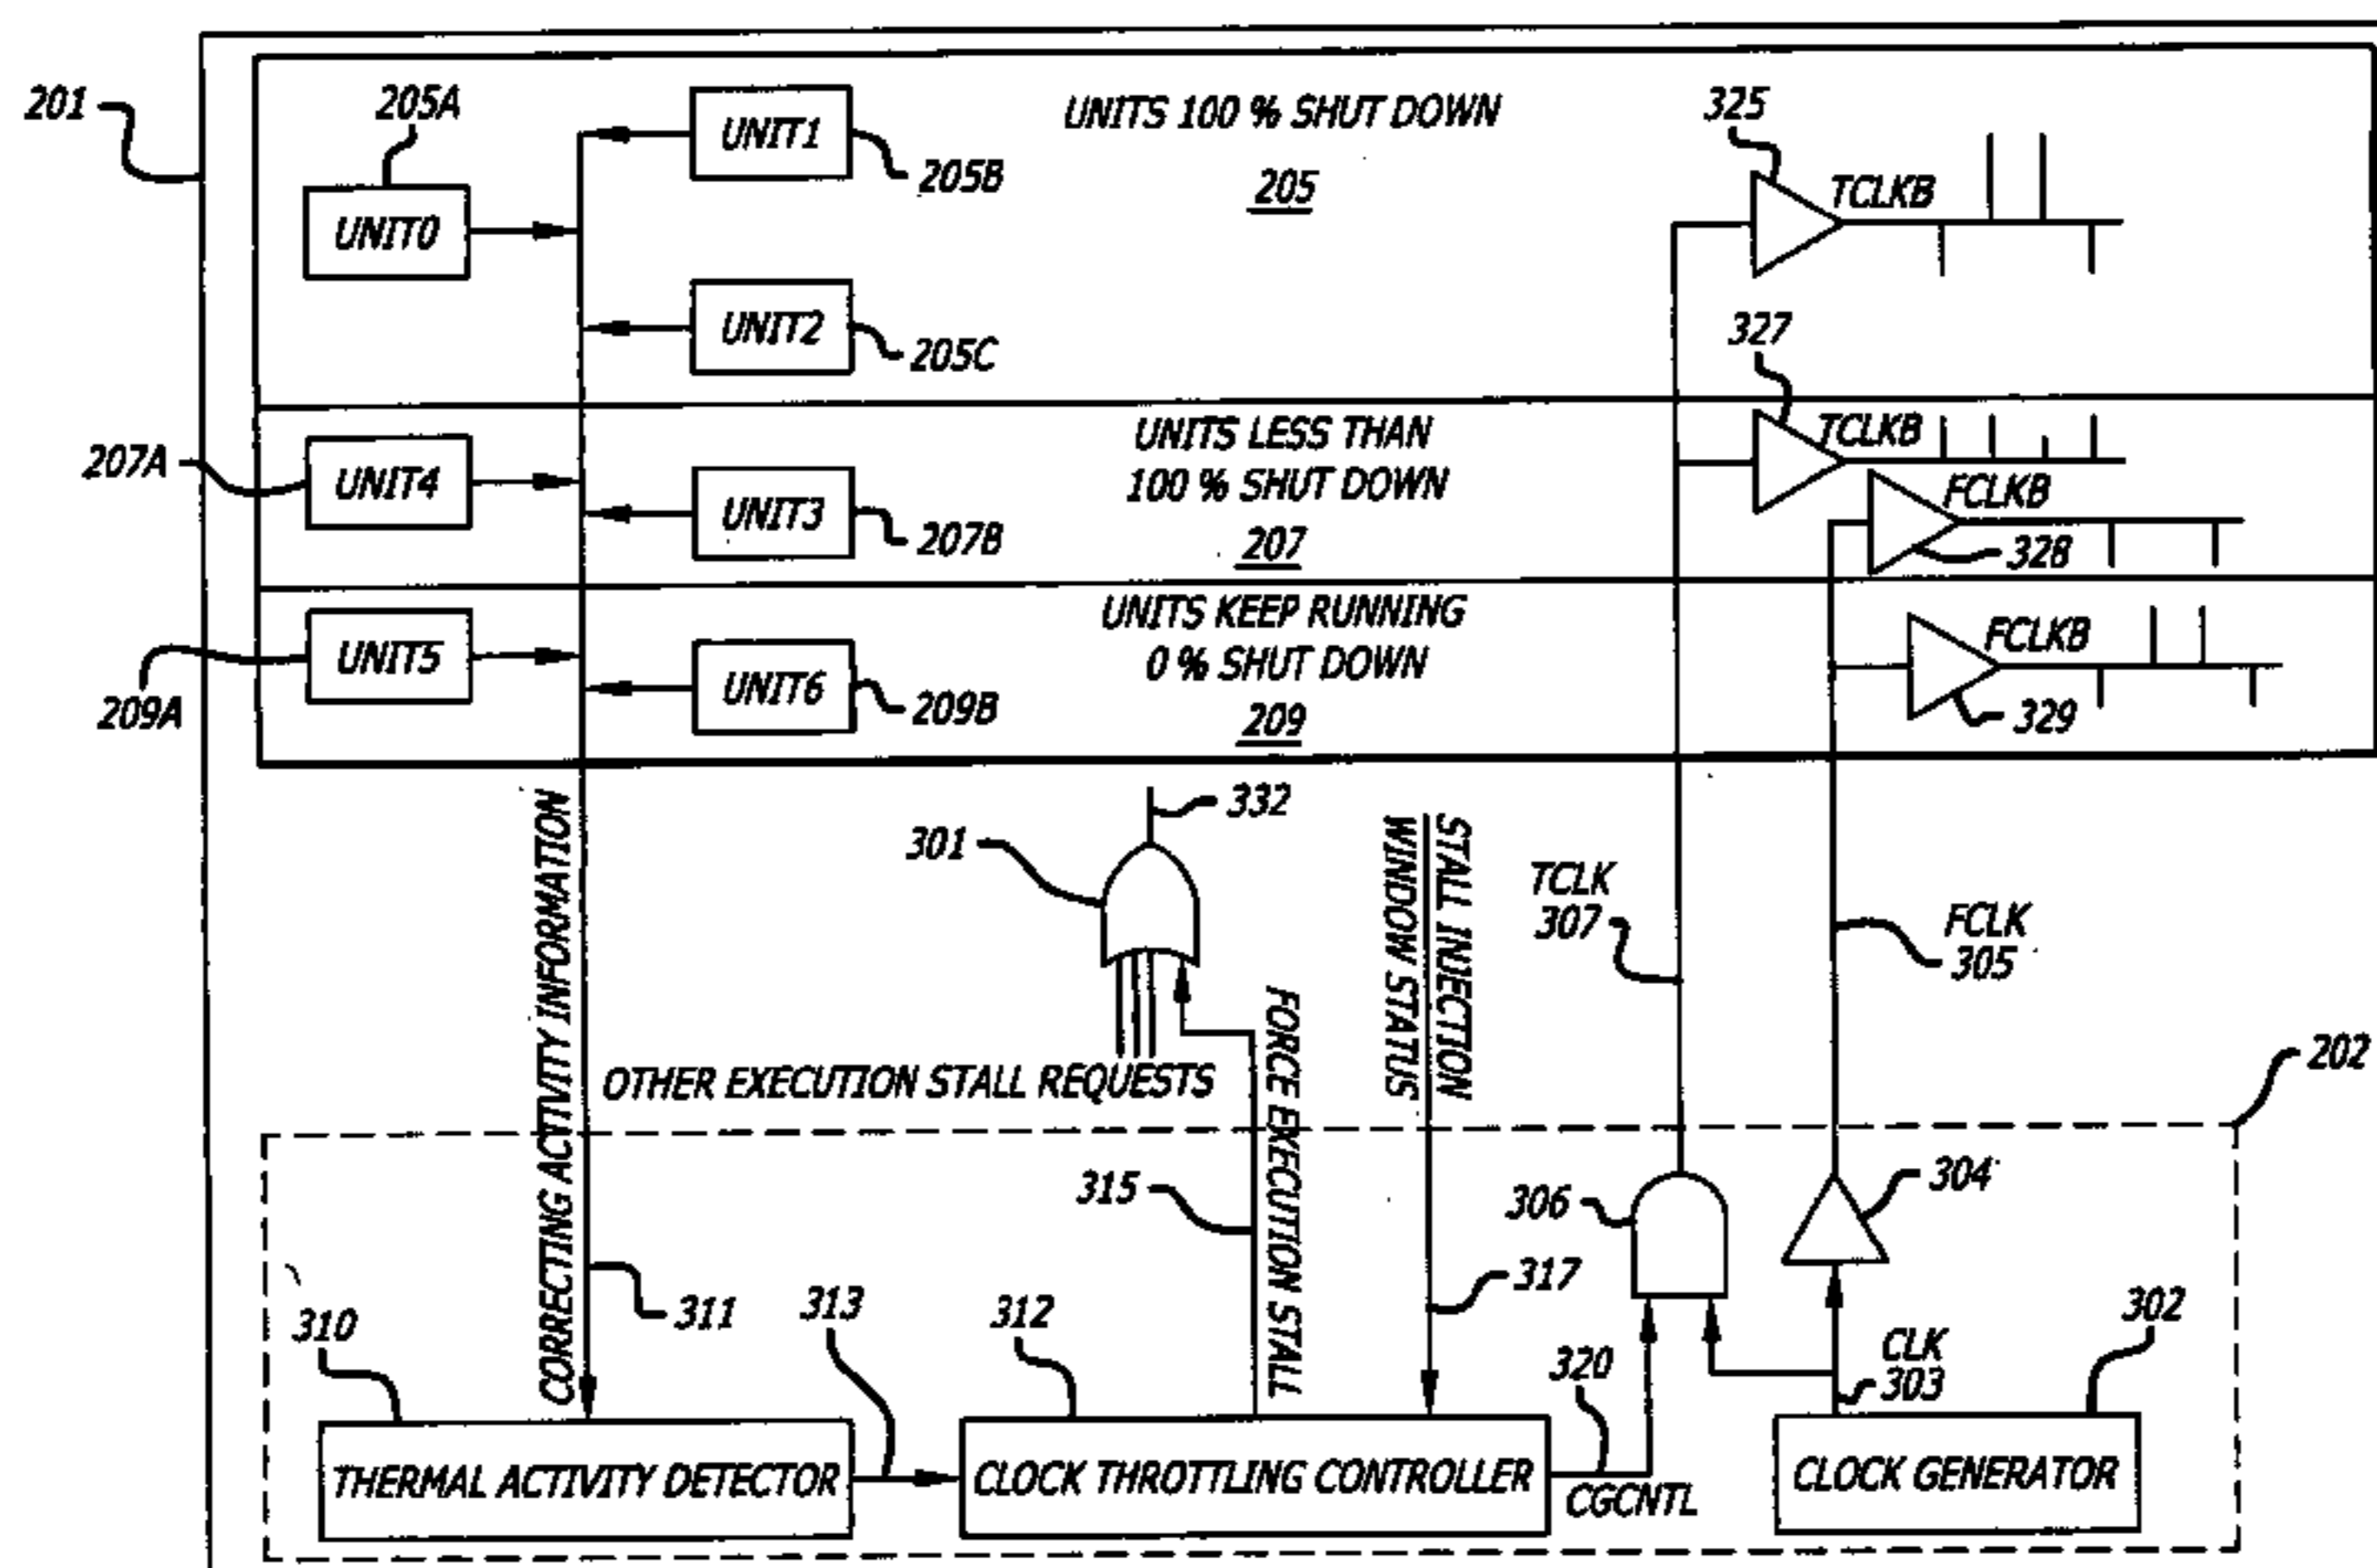 201
205A
UNIT0
UNIT1
205B
UNIT2
205C
UNITS 100 % SHUT DOWN
205
325
TCLKB
207A
UNIT4
UNIT3
207B
UNITS LESS THAN
100 % SHUT DOWN
207
327
TCLKB
FCLKB
328
209A
UNIT5
UNIT6
209B
UNITS KEEP RUNNING
0 % SHUT DOWN
209
FCLKB
329
CORRECTING ACTIVITY INFORMATION
311
301
332
OTHER EXECUTION STALL REQUESTS
FORCE EXECUTION STALL
315
STALL INJECTION
WINDOW STATUS
317
TCLK
307
FCLK
305
202
306
304
310
THERMAL ACTIVITY DETECTOR
313
312
CLOCK THROTTLING CONTROLLER
320
CGCNTL
CLK
303
302
CLOCK GENERATOR